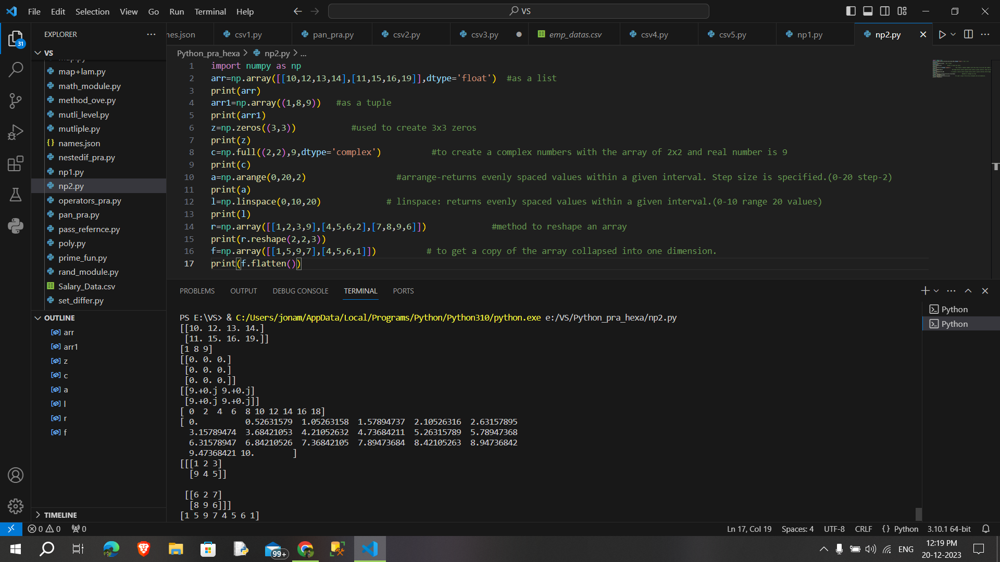 File Edit Selection View Go Run Terminal Help
VS
EXPLORER
31
VS
map+lam.py
math_module.py
method_ove.py
mutli_level.py
mutliple.py
names.json
nestedif_pra.py
np1.py
np2.py
operators_pra.py
pan_pra.py
pass_refernce.py
poly.py
prime_fun.py
rand_module.py
Salary_Data.csv
set_differ.py
OUTLINE
arr
arr1
z
c
a
l
r
f
TIMELINE
nes.json csv1.py pan_pra.py csv2.py csv3.py emp_datas.csv csv4.py csv5.py np1.py np2.py
Python_pra_hexa > np2.py > ...
1 import numpy as np
2 arr=np.array([[10,12,13,14],[11,15,16,19]],dtype='float')  #as a list
3 print(arr)
4 arr1=np.array((1,8,9))   #as a tuple
5 print(arr1)
6 z=np.zeros((3,3))           #used to create 3x3 zeros
7 print(z)
8 c=np.full((2,2),9,dtype='complex')          #to create a complex numbers with the array of 2x2 and real number is 9
9 print(c)
10 a=np.arange(0,20,2)                  #arrange-returns evenly spaced values within a given interval. Step size is specified.(0-20 step-2)
11 print(a)
12 l=np.linspace(0,10,20)             # linspace: returns evenly spaced values within a given interval.(0-10 range 20 values)
13 print(l)
14 r=np.array([[1,2,3,9],[4,5,6,2],[7,8,9,6]])             #method to reshape an array
15 print(r.reshape(2,2,3))
16 f=np.array([[1,5,9,7],[4,5,6,1]])          # to get a copy of the array collapsed into one dimension.
17 print(f.flatten())
PROBLEMS OUTPUT DEBUG CONSOLE TERMINAL PORTS
PS E:\VS> & C:/Users/jonam/AppData/Local/Programs/Python/Python310/python.exe e:/VS/Python_pra_hexa/np2.py
[[10. 12. 13. 14.]
 [11. 15. 16. 19.]]
[1 8 9]
[[0. 0. 0.]
 [0. 0. 0.]
 [0. 0. 0.]]
[[9.+0.j 9.+0.j]
 [9.+0.j 9.+0.j]]
[ 0  2  4  6  8 10 12 14 16 18]
[ 0.          0.52631579  1.05263158  1.57894737  2.10526316  2.63157895
  3.15789474  3.68421053  4.21052632  4.73684211  5.26315789  5.78947368
  6.31578947  6.84210526  7.36842105  7.89473684  8.42105263  8.94736842
  9.47368421 10.        ]
[[[1 2 3]
  [9 4 5]]
 [[6 2 7]
  [8 9 6]]]
[1 5 9 7 4 5 6 1]
Python
Python
0 0 0
Ln 17, Col 19 Spaces: 4 UTF-8 CRLF {} Python 3.10.1 64-bit
99+
ENG
12:19 PM
20-12-2023